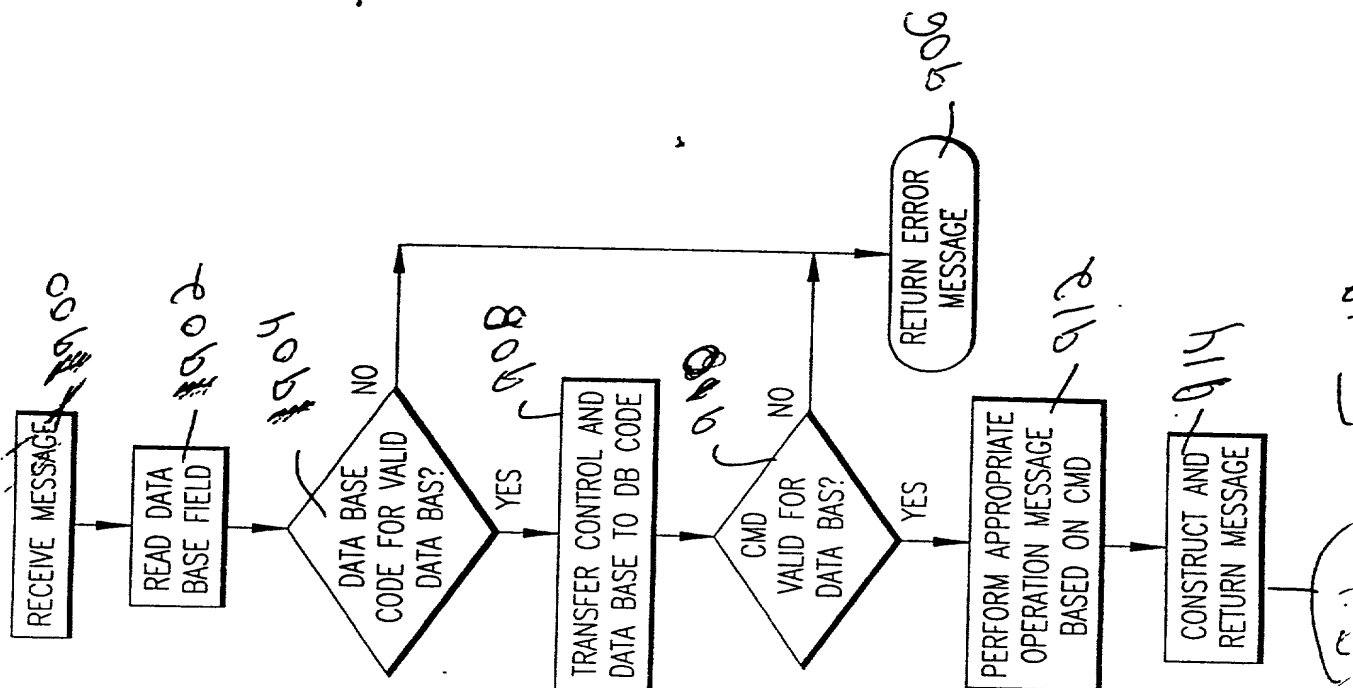 RECEIVE MESSAGE
900
READ DATA
BASE FIELD
902
DATA BASE
CODE FOR VALID
DATA BAS?
904
NO
YES
TRANSFER CONTROL AND
DATA BASE TO DB CODE
908
CMD
VALID FOR
DATA BAS?
NO
YES
RETURN ERROR
MESSAGE
906
PERFORM APPROPRIATE
OPERATION MESSAGE
BASED ON CMD
912
CONSTRUCT AND
RETURN MESSAGE
914